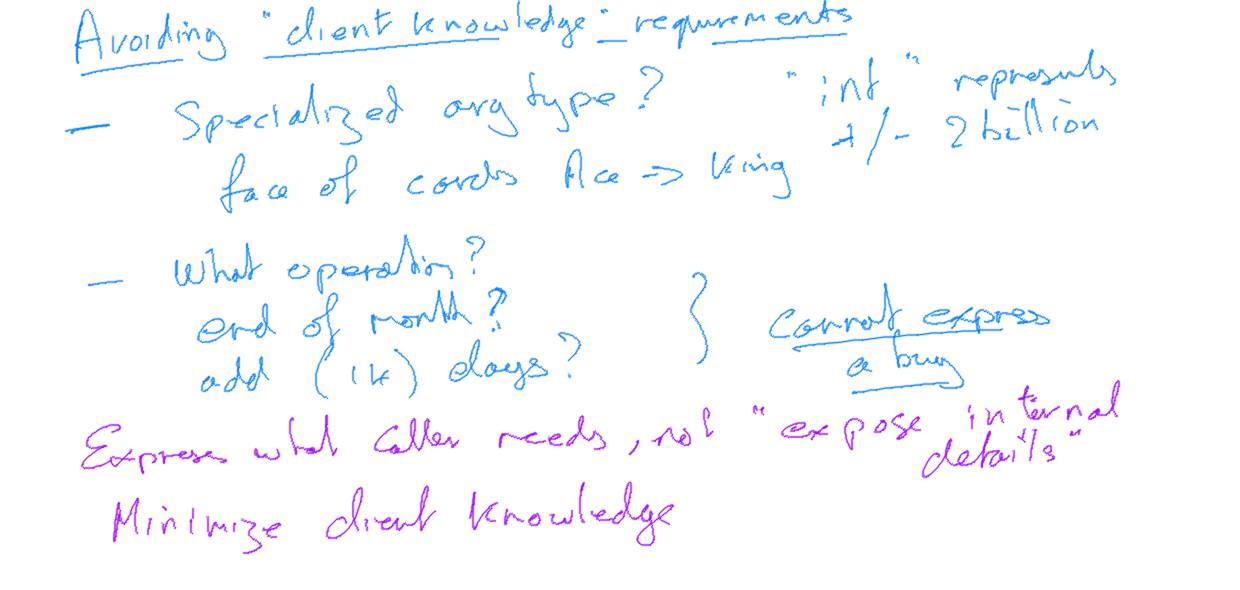 Avoiding "client knowledge" requirements
— Specialized arg type? "int" represents
+/- 2 billion
face of cards Ace => King
— What operation?
end of month?
add (1k) days?
} Cannot express
a bug
Express what caller needs, not "expose internal
details"
Minimize client knowledge